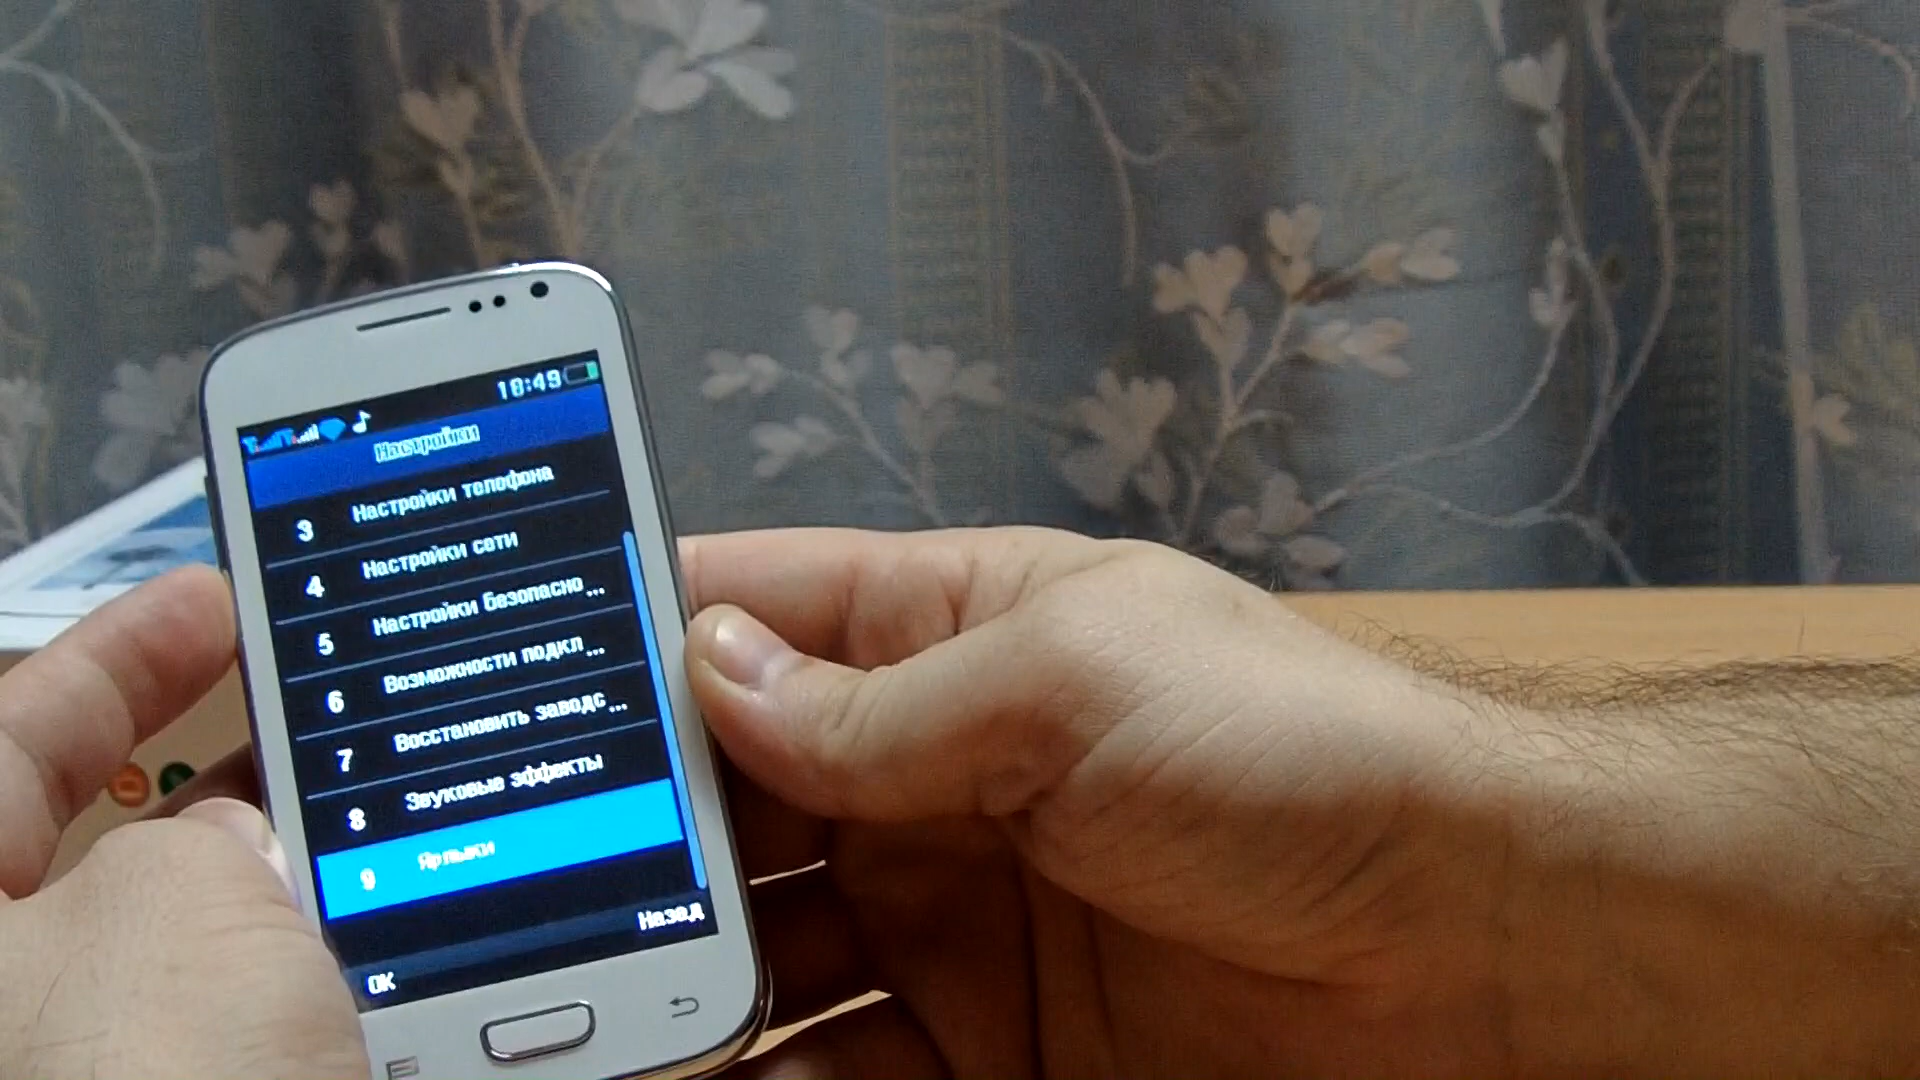 18:49
Настройки
3 Настройки телефона
4 Настройки сети
5 Настройки безопасно...
6 Возможности подкл...
7 Восстановить заводс...
8 Звуковые эффекты
9 Ярлыки
Назад
OK